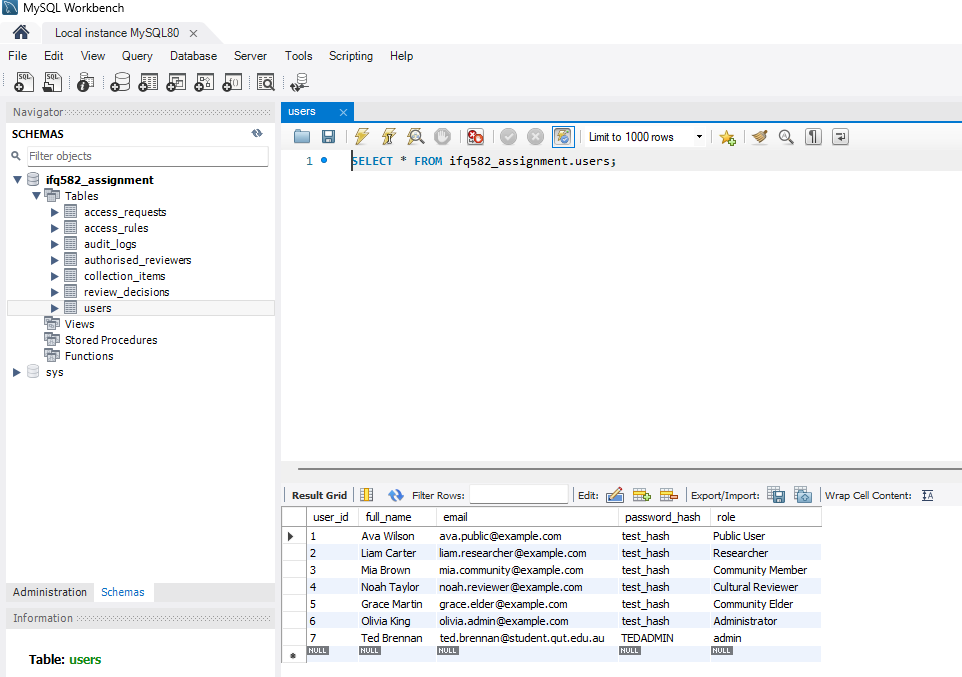 MySQL Workbench
Local instance MySQL80
File Edit View Query Database Server Tools Scripting Help
Navigator
SCHEMAS
Filter objects
ifq582_assignment
Tables
access_requests
access_rules
audit_logs
authorised_reviewers
collection_items
review_decisions
users
Views
Stored Procedures
Functions
sys
Administration Schemas
Information
Table: users
users
Limit to 1000 rows
1 SELECT * FROM ifq582_assignment.users;
Result Grid Filter Rows: Edit: Export/Import: Wrap Cell Content:
user_id full_name email password_hash role
1 Ava Wilson ava.public@example.com test_hash Public User
2 Liam Carter liam.researcher@example.com test_hash Researcher
3 Mia Brown mia.community@example.com test_hash Community Member
4 Noah Taylor noah.reviewer@example.com test_hash Cultural Reviewer
5 Grace Martin grace.elder@example.com test_hash Community Elder
6 Olivia King olivia.admin@example.com test_hash Administrator
7 Ted Brennan ted.brennan@student.qut.edu.au TEDADMIN admin
NULL NULL NULL NULL NULL